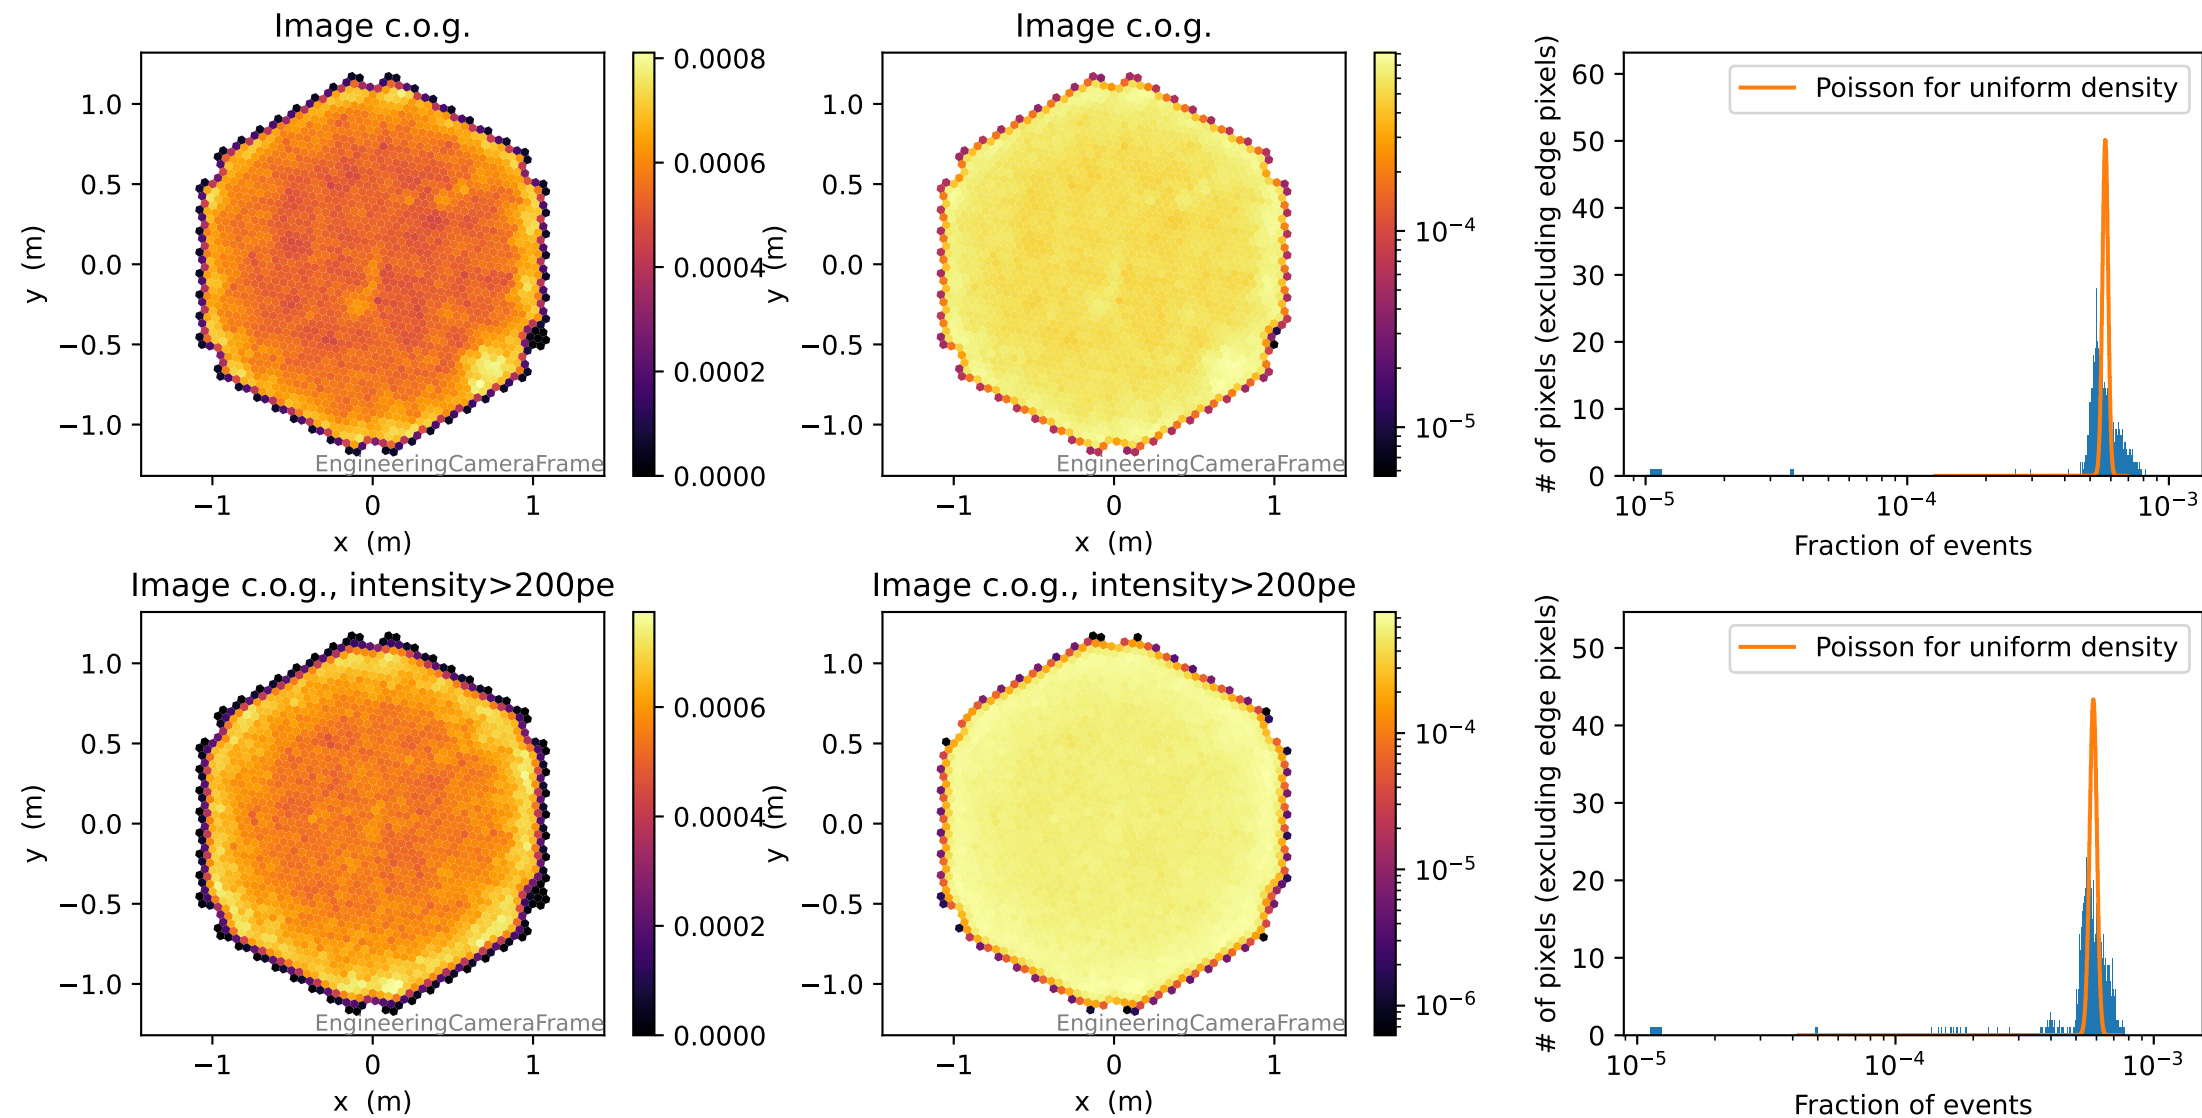 Image c.o.g.
y (m)
1.0
0.5
0.0
−0.5
−1.0
EngineeringCameraFrame
−1 0 1
x (m)
0.0008
0.0006
0.0004
0.0002
0.0000
Image c.o.g.
y (m)
1.0
0.5
0.0
−0.5
−1.0
EngineeringCameraFrame
−1 0 1
x (m)
10⁻⁴
10⁻⁵
# of pixels (excluding edge pixels)
60
50
40
30
20
10
0
Poisson for uniform density
10⁻⁵ 10⁻⁴ 10⁻³
Fraction of events
Image c.o.g., intensity>200pe
y (m)
1.0
0.5
0.0
−0.5
−1.0
EngineeringCameraFrame
−1 0 1
x (m)
0.0006
0.0004
0.0002
0.0000
Image c.o.g., intensity>200pe
y (m)
1.0
0.5
0.0
−0.5
−1.0
EngineeringCameraFrame
−1 0 1
x (m)
10⁻⁴
10⁻⁵
10⁻⁶
# of pixels (excluding edge pixels)
50
40
30
20
10
0
Poisson for uniform density
10⁻⁵ 10⁻⁴ 10⁻³
Fraction of events